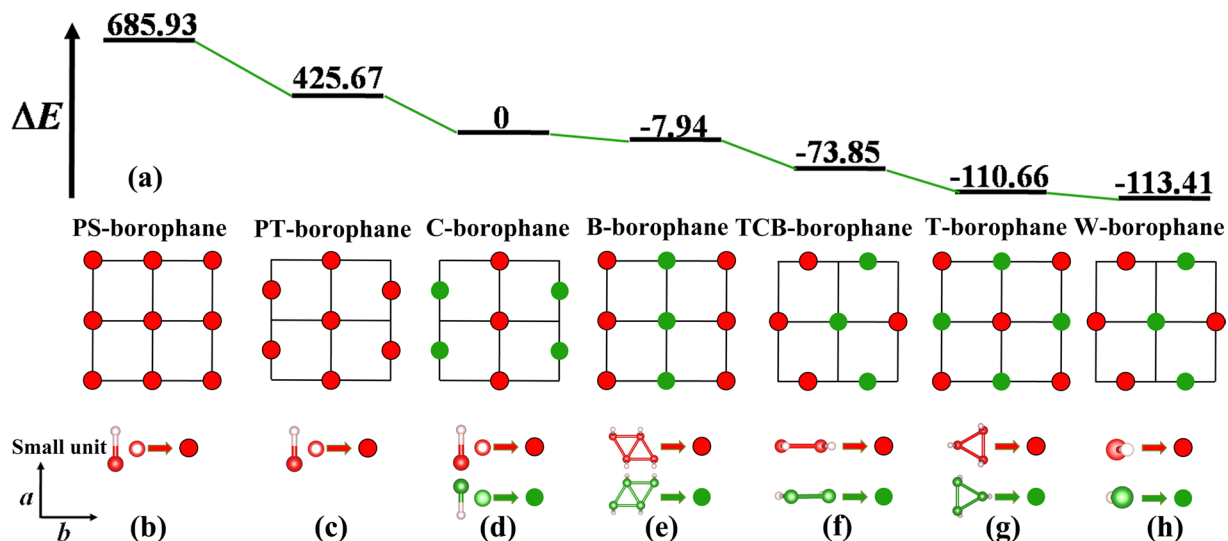 685.93
425.67
0
-7.94
-73.85
-110.66
-113.41
ΔE
(a)
PS-borophane PT-borophane C-borophane B-borophane TCB-borophane T-borophane W-borophane
Small unit
a
b
(b) (c) (d) (e) (f) (g) (h)